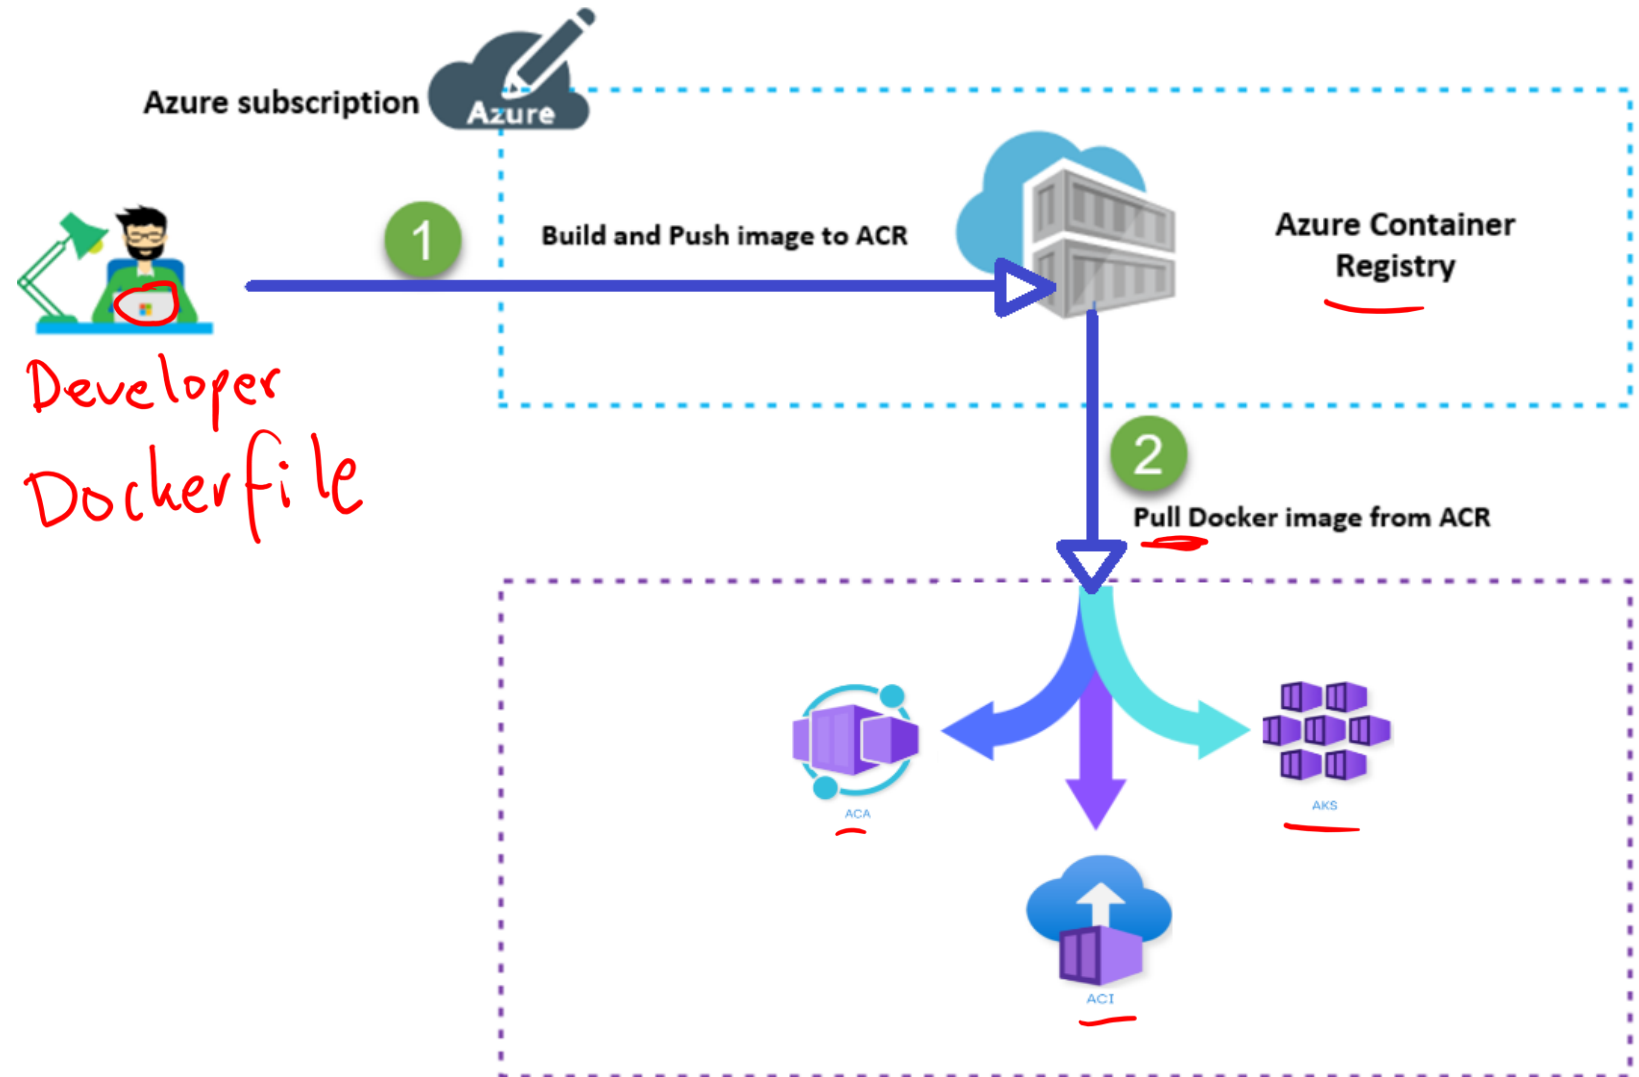 Azure subscription
Azure
1
Build and Push image to ACR
Azure Container
Registry
Developer
Dockerfile
2
Pull Docker image from ACR
ACA
AKS
ACI